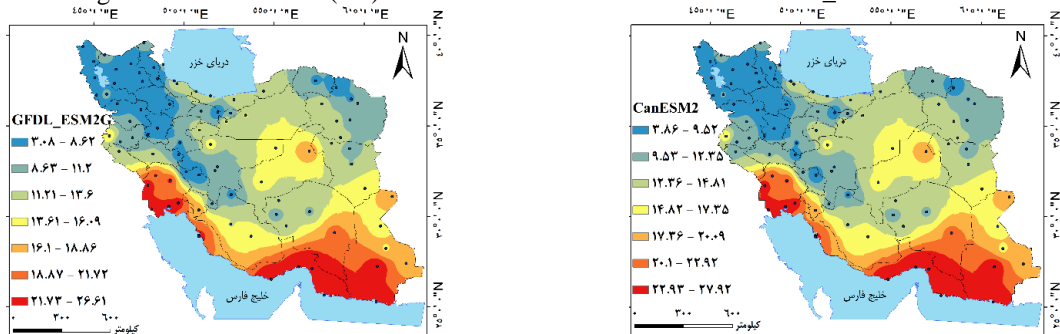 ۴۵°۰'۰"E ۵۰°۰'۰"E ۵۵°۰'۰"E ۶۰°۰'۰"E
N
دریای خزر
GFDL_ESM2G
۳.۰۸ - ۸.۶۲
۸.۶۳ - ۱۱.۲
۱۱.۲۱ - ۱۳.۶
۱۳.۶۱ - ۱۶.۰۹
۱۶.۱ - ۱۸.۸۶
۱۸.۸۷ - ۲۱.۷۲
۲۱.۷۳ - ۲۶.۶۱
خلیج فارس
۰ ۳۰۰ ۶۰۰
کیلومتر
۴۵°۰'۰"E ۵۰°۰'۰"E ۵۵°۰'۰"E ۶۰°۰'۰"E
N
دریای خزر
CanESM2
۳.۸۶ - ۹.۵۲
۹.۵۳ - ۱۲.۳۵
۱۲.۳۶ - ۱۴.۸۱
۱۴.۸۲ - ۱۷.۳۵
۱۷.۳۶ - ۲۰.۰۹
۲۰.۱ - ۲۲.۹۲
۲۲.۹۳ - ۲۷.۹۲
خلیج فارس
۰ ۳۰۰ ۶۰۰
کیلومتر